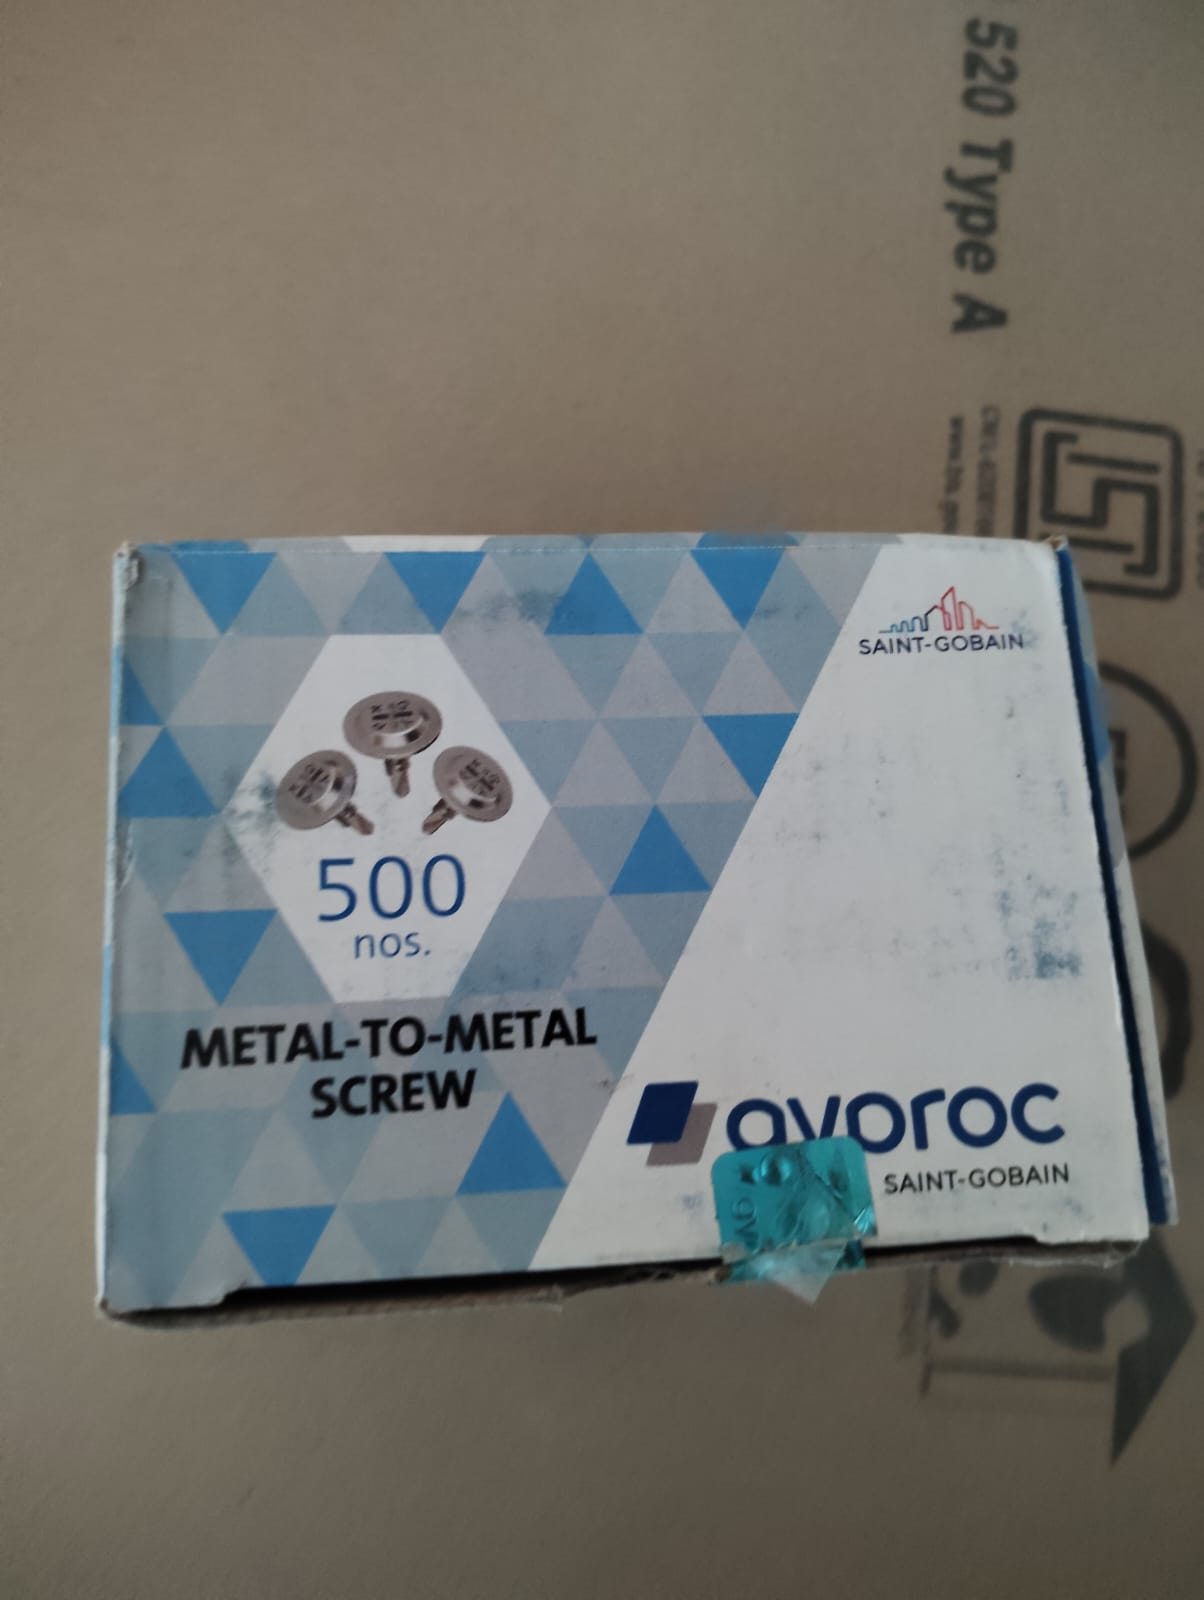 520 Type A
SAINT-GOBAIN
500
nos.
METAL-TO-METAL
SCREW
gyproc
SAINT-GOBAIN